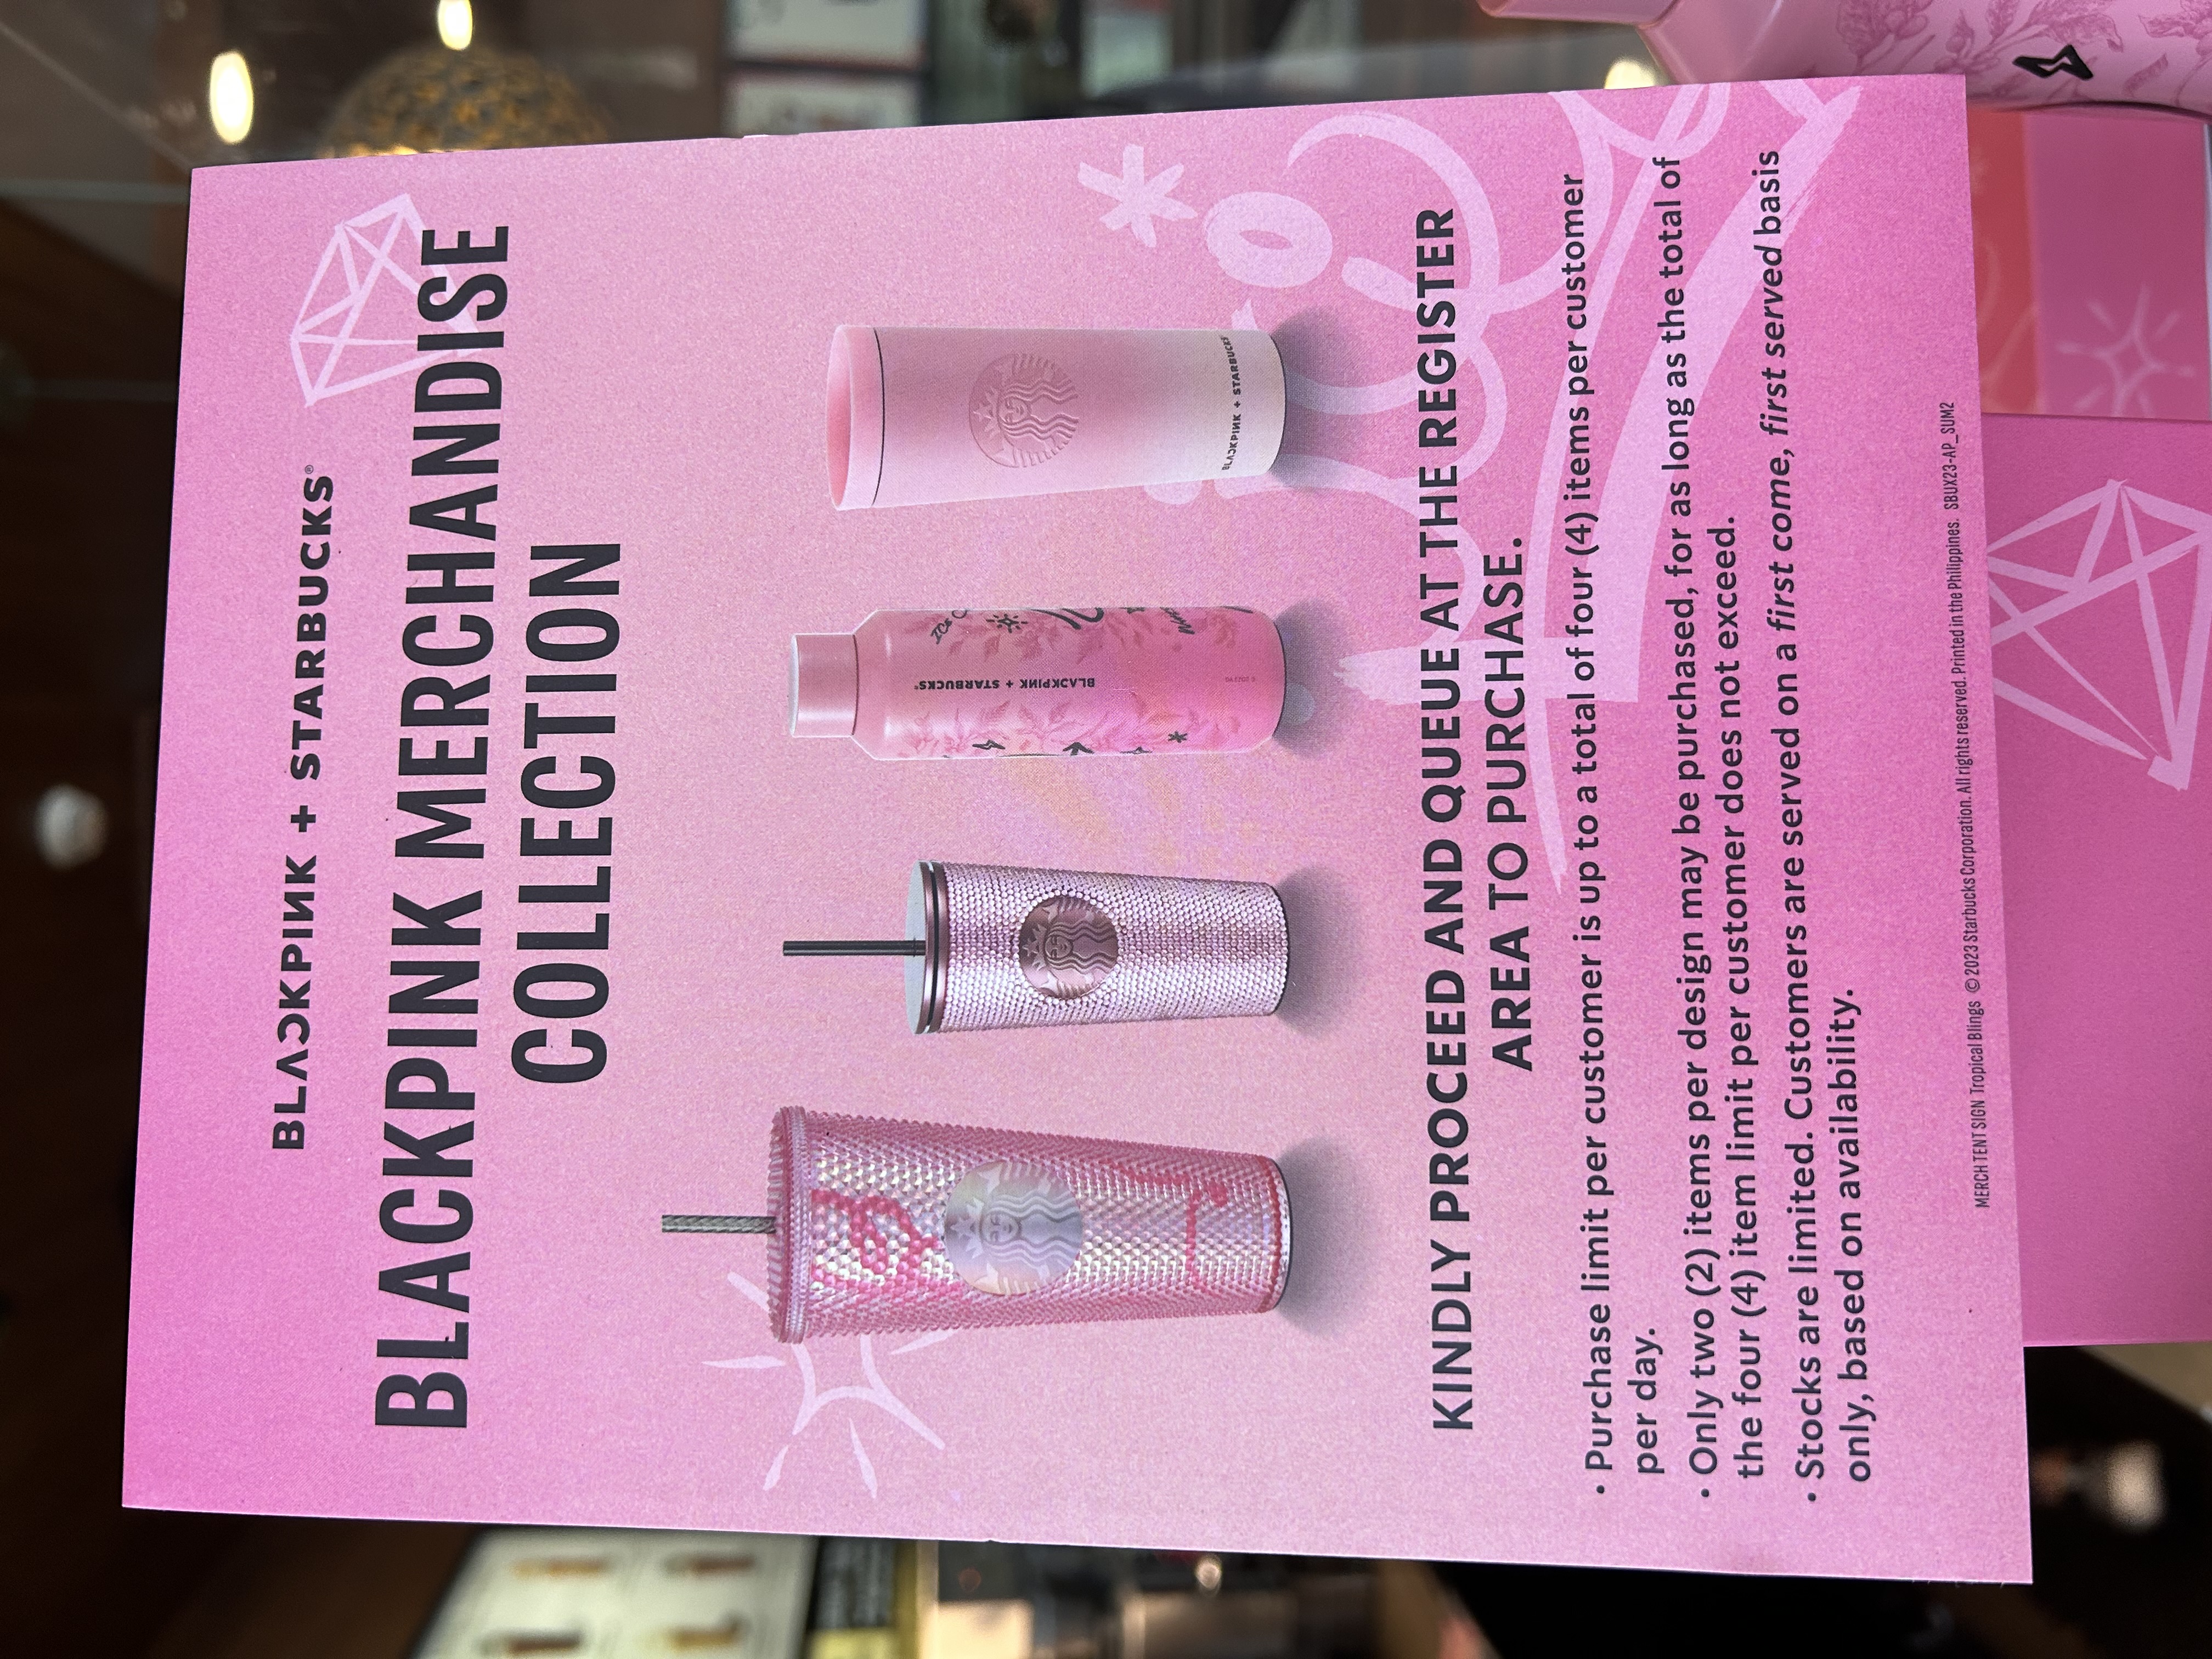 BLACKPINK + STARBUCKS®
BLACKPINK MERCHANDISE
COLLECTION
BLACKPINK + STARBUCKS®
BLACKPINK + STARBUCKS
KINDLY PROCEED AND QUEUE AT THE REGISTER
AREA TO PURCHASE.
• Purchase limit per customer is up to a total of four (4) items per customer
per day.
• Only two (2) items per design may be purchased, for as long as the total of
the four (4) item limit per customer does not exceed.
• Stocks are limited. Customers are served on a first come, first served basis
only, based on availability.
MERCH TENT SIGN Tropical Blings © 2023 Starbucks Corporation. All rights reserved. Printed in the Philippines. SBUX23-AP_SUM2